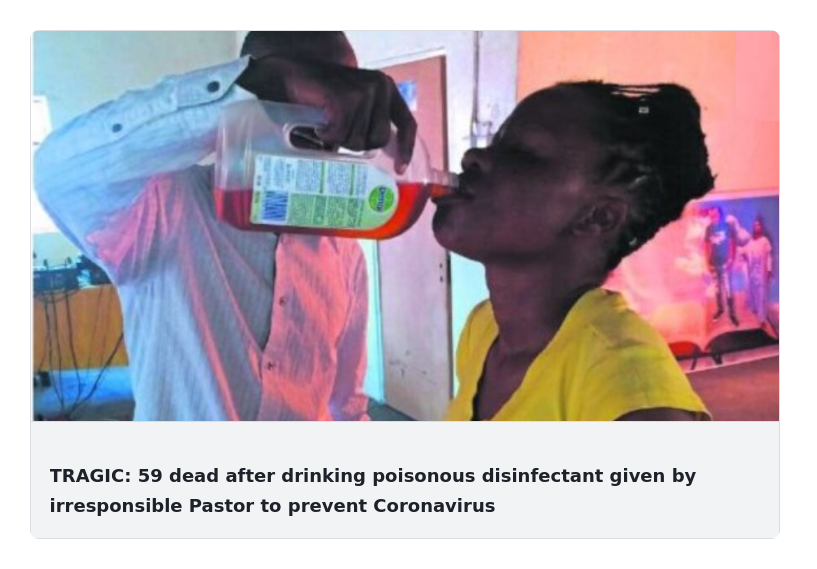 TRAGIC: 59 dead after drinking poisonous disinfectant given by
irresponsible Pastor to prevent Coronavirus